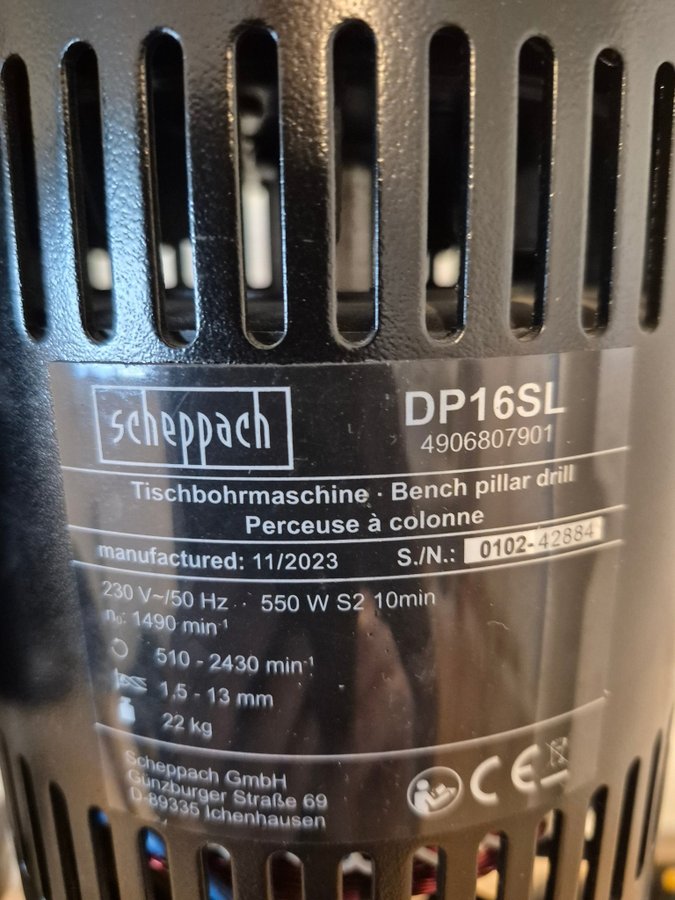 scheppach
DP16SL
4906807901
Tischbohrmaschine · Bench pillar drill
Perceuse à colonne
manufactured: 11/2023 S./N.: 0102-42884
230 V~/50 Hz · 550 W S2 10min
n₀: 1490 min⁻¹
510 - 2430 min⁻¹
1,5 - 13 mm
22 kg
Scheppach GmbH
Günzburger Straße 69
D-89335 Ichenhausen
CE